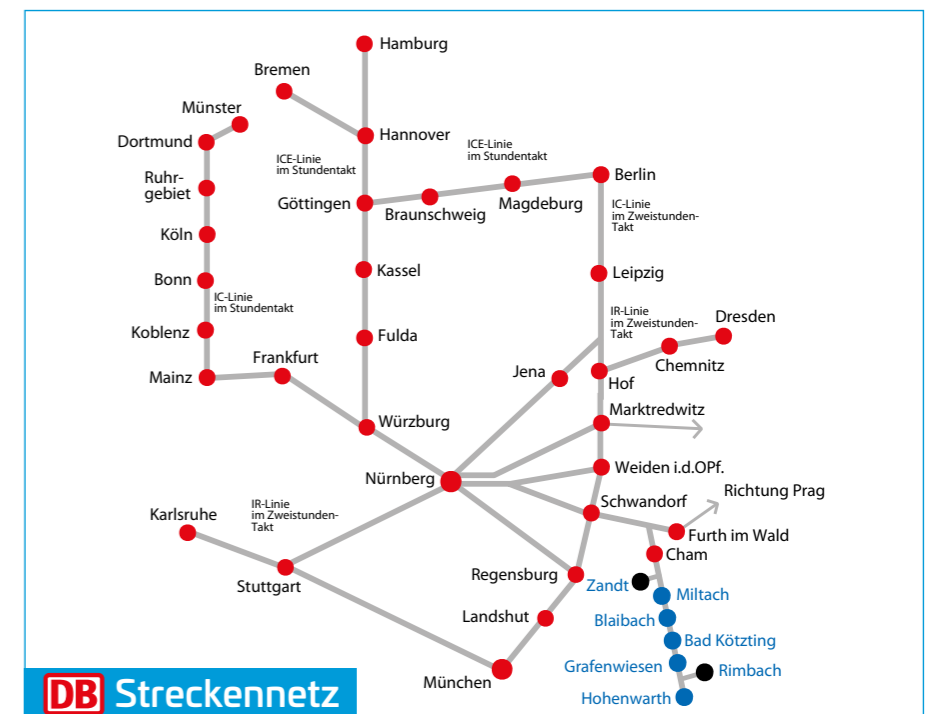 Hamburg
Bremen
Münster
Dortmund
Hannover
ICE-Linie
im Stundentakt
ICE-Linie
im Stundentakt
Ruhr-
gebiet
Göttingen
Braunschweig
Magdeburg
Berlin
IC-Linie
im Zweistunden-
Takt
Köln
Kassel
Leipzig
Bonn
IC-Linie
im Stundentakt
IR-Linie
im Zweistunden-
Takt
Dresden
Koblenz
Fulda
Chemnitz
Mainz
Frankfurt
Jena
Hof
Marktredwitz
Würzburg
Nürnberg
Weiden i.d.OPf.
Schwandorf
Richtung Prag
Karlsruhe
IR-Linie
im Zweistunden-
Takt
Furth im Wald
Cham
Stuttgart
Regensburg
Zandt
Miltach
Landshut
Blaibach
Bad Kötzting
Grafenwiesen
Rimbach
München
Hohenwarth
DB Streckennetz